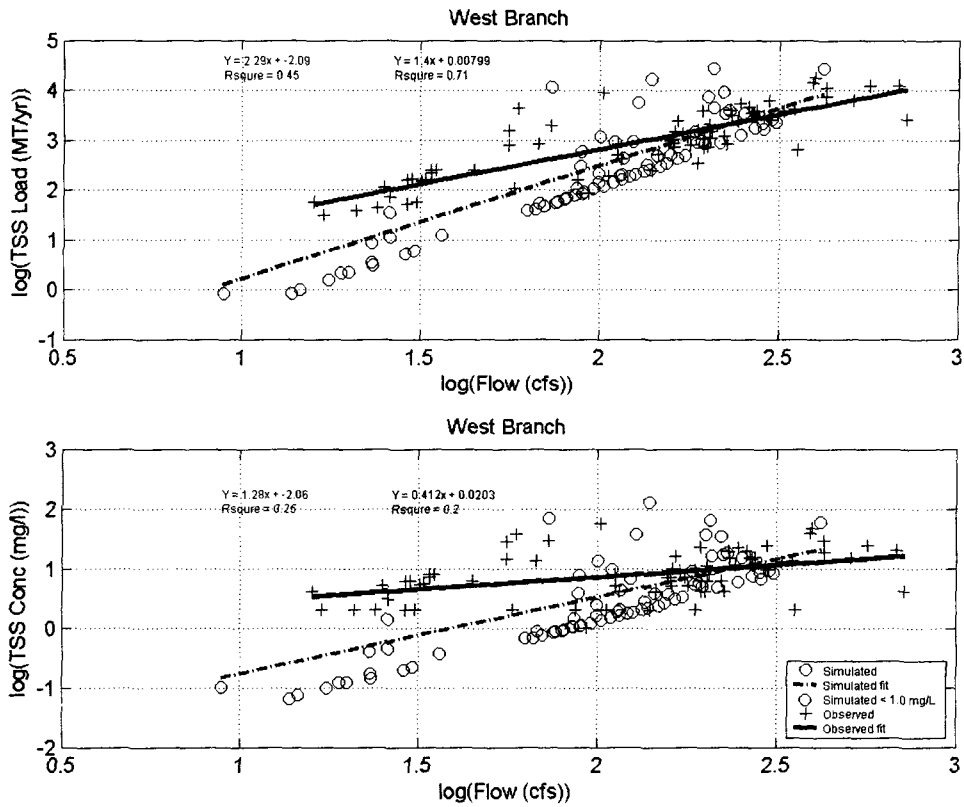 West Branch
Y = 2.29x + -2.09
Rsqure = 0.45
Y = 1.4x + 0.00799
Rsqure = 0.71
log(TSS Load (MT/yr))
5
4
3
2
1
0
-1
0.5
1
1.5
2
2.5
3
log(Flow (cfs))
West Branch
Y = 1.28x + -2.06
Rsqure = 0.25
Y = 0.412x + 0.0203
Rsqure = 0.2
log(TSS Conc (mg/l))
3
2
1
0
-1
-2
Simulated
Simulated fit
Simulated < 1.0 mg/L
Observed
Observed fit
0.5
1
1.5
2
2.5
3
log(Flow (cfs))